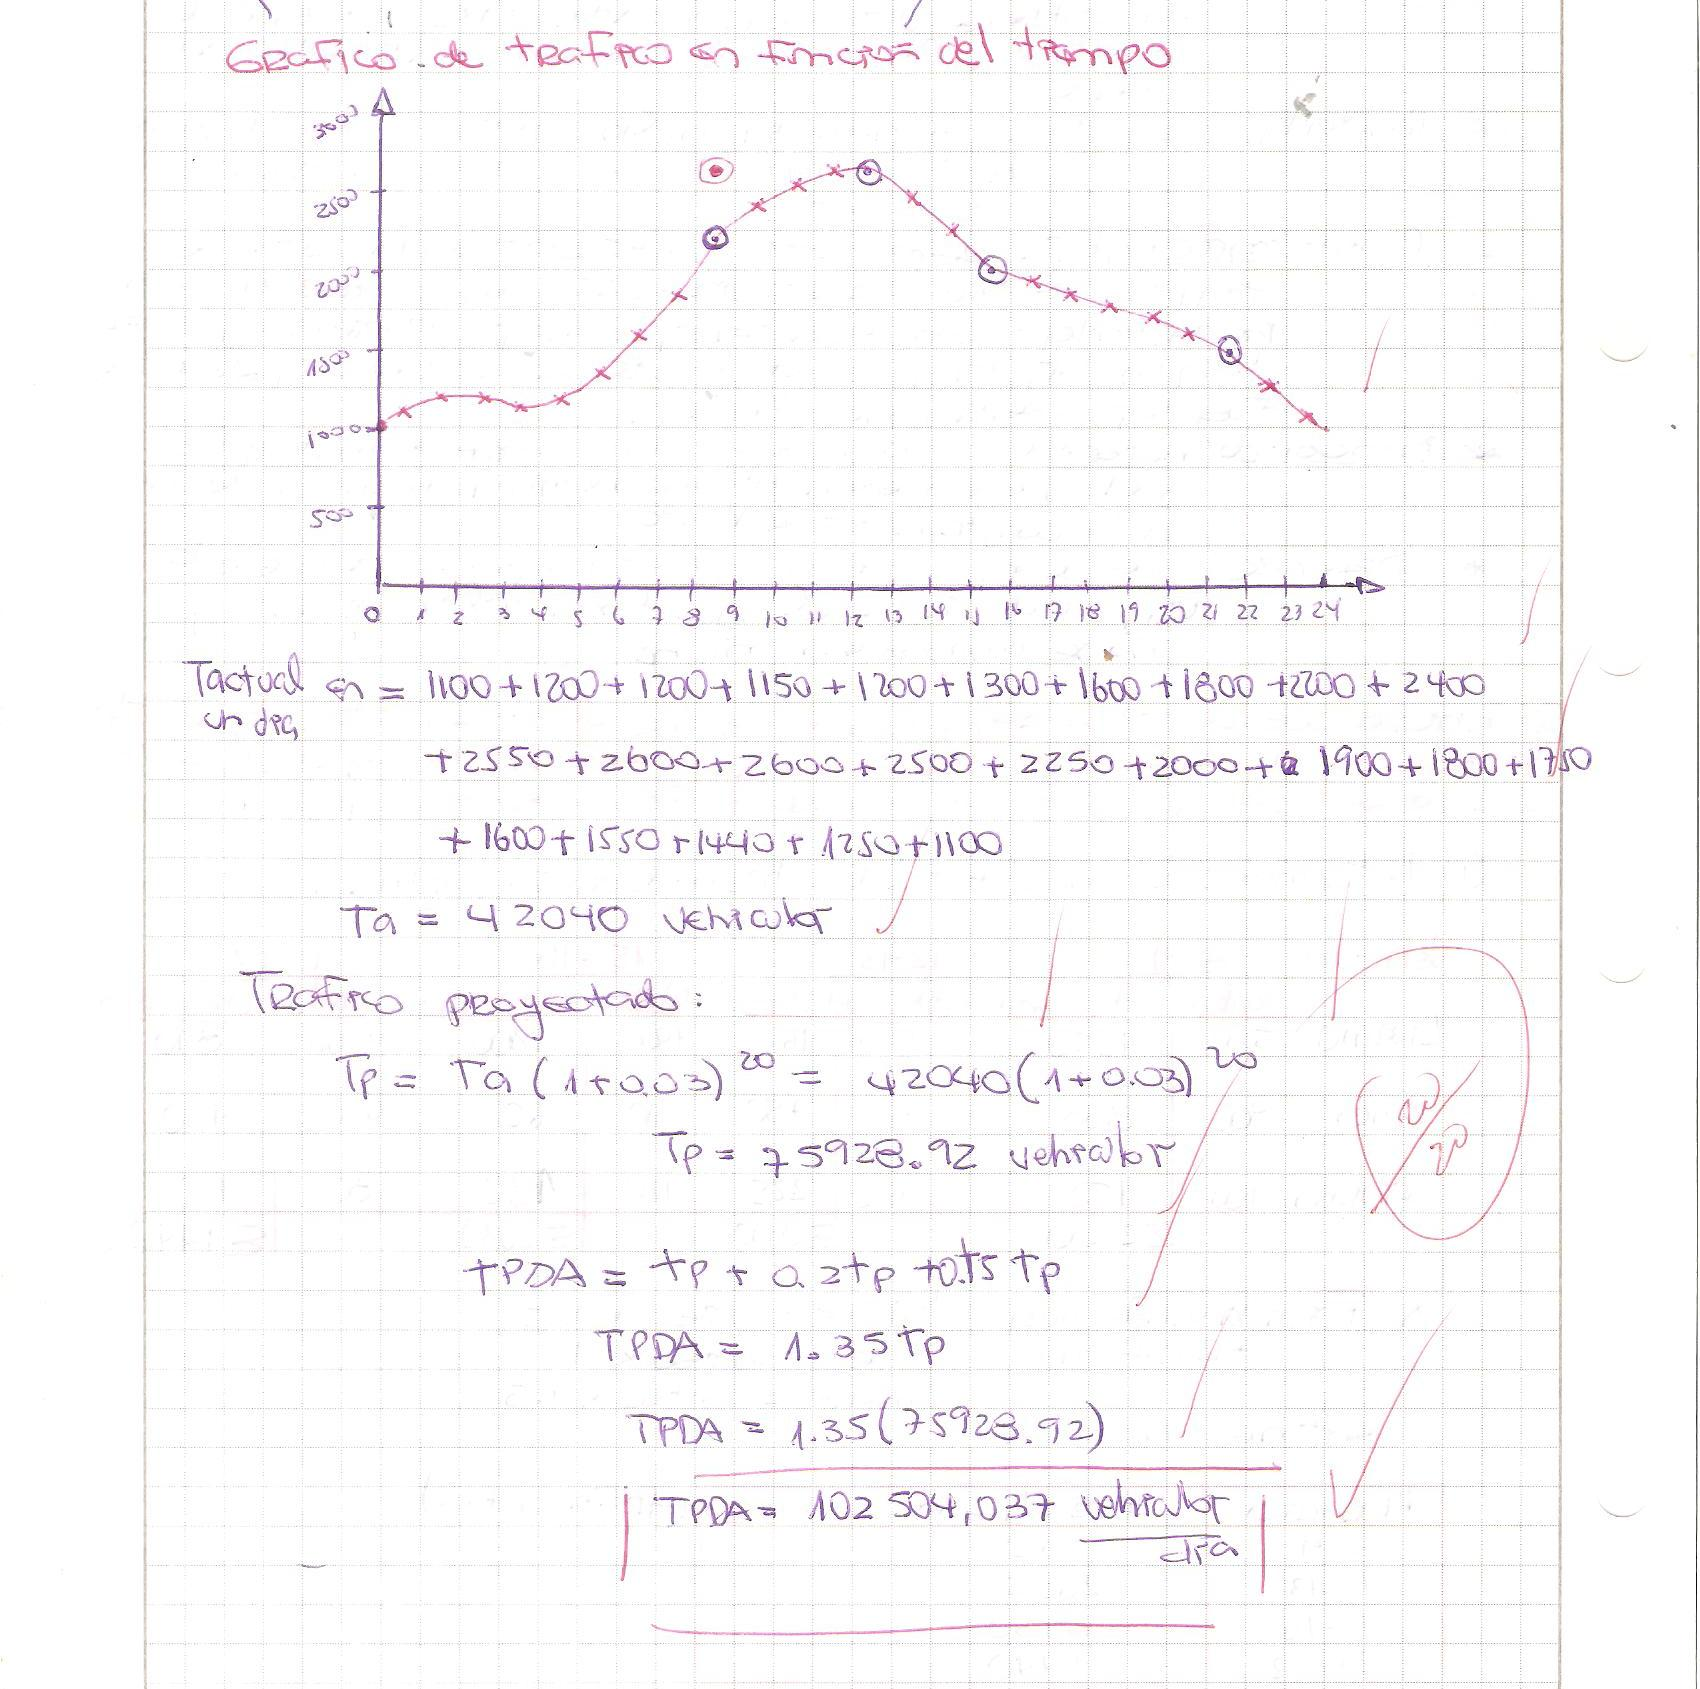 Grafico de trafico en función del tiempo
3000
2500
2000
1500
1000
500
0 1 2 3 4 5 6 7 8 9 10 11 12 13 14 15 16 17 18 19 20 21 22 23 24
Tactual en = 1100 + 1200 + 1200 + 1150 + 1200 + 1300 + 1600 + 1800 + 2200 + 2400
un dia
+ 2550 + 2600 + 2600 + 2500 + 2250 + 2000 + 1900 + 1800 + 1750
+ 1600 + 1550 + 1440 + 1250 + 1100
Ta = 42040 vehiculos
Trafico proyectado:
Tp = Ta (1+0.03)^20 = 42040 (1+0.03)^20
Tp = 75928.92 vehiculos
20/20
TPDA = tp + 0.2tp + 0.15 tp
TPDA = 1.35 Tp
TPDA = 1.35 (75928.92)
TPDA = 102504,037 vehiculos
dia